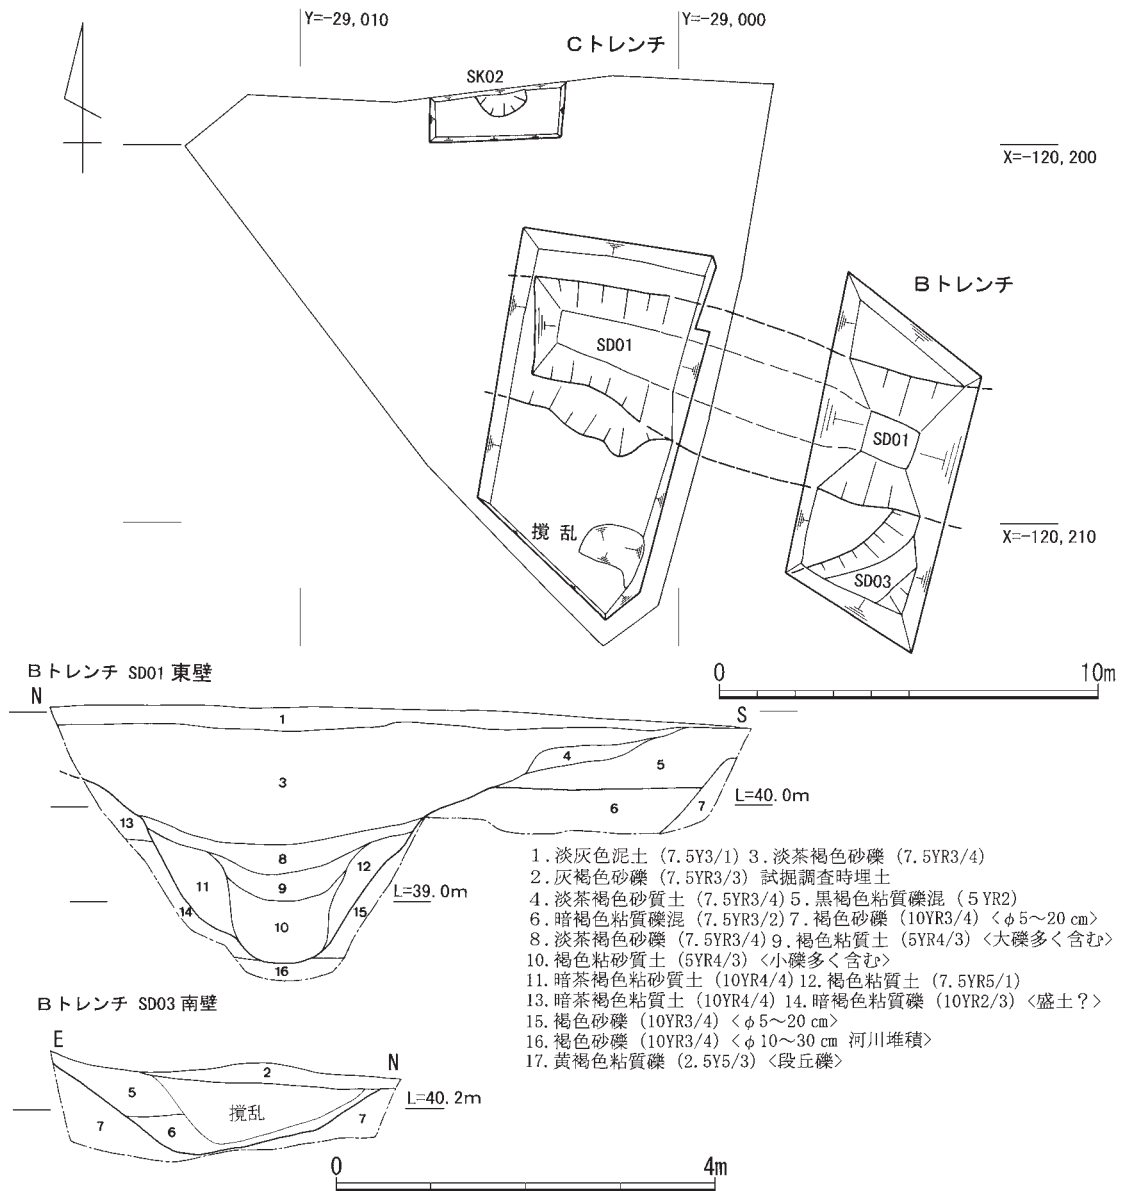 Y=-29,010
Y=-29,000
Cトレンチ
SK02
X=-120,200
Bトレンチ
SD01
SD01
撹乱
X=-120,210
SD03
Bトレンチ SD01 東壁
0 10m
N
S
1
3
4
5
6
7
L=40.0m
13
8
12
11
9
L=39.0m
14
10
15
16
1.淡灰色泥土 (7.5Y3/1) 3.淡茶褐色砂礫 (7.5YR3/4)
2.灰褐色砂礫 (7.5YR3/3) 試掘調査時埋土
4.淡茶褐色砂質土 (7.5YR3/4) 5.黒褐色粘質礫混 (5YR2)
6.暗褐色粘質礫混 (7.5YR3/2) 7.褐色砂礫 (10YR3/4) <φ5~20㎝>
8.淡茶褐色砂礫 (7.5YR3/4) 9.褐色粘質土 (5YR4/3) <大礫多く含む>
10.褐色粘砂質土 (5YR4/3) <小礫多く含む>
11.暗茶褐色粘砂質土 (10YR4/4) 12.褐色粘質土 (7.5YR5/1)
13.暗茶褐色粘質土 (10YR4/4) 14.暗褐色粘質礫 (10YR2/3) <盛土?>
15.褐色砂礫 (10YR3/4) <φ5~20㎝>
16.褐色砂礫 (10YR3/4) <φ10~30㎝ 河川堆積>
17.黄褐色粘質礫 (2.5Y5/3) <段丘礫>
Bトレンチ SD03 南壁
E
N
2
5
撹乱
L=40.2m
7
6
7
0 4m